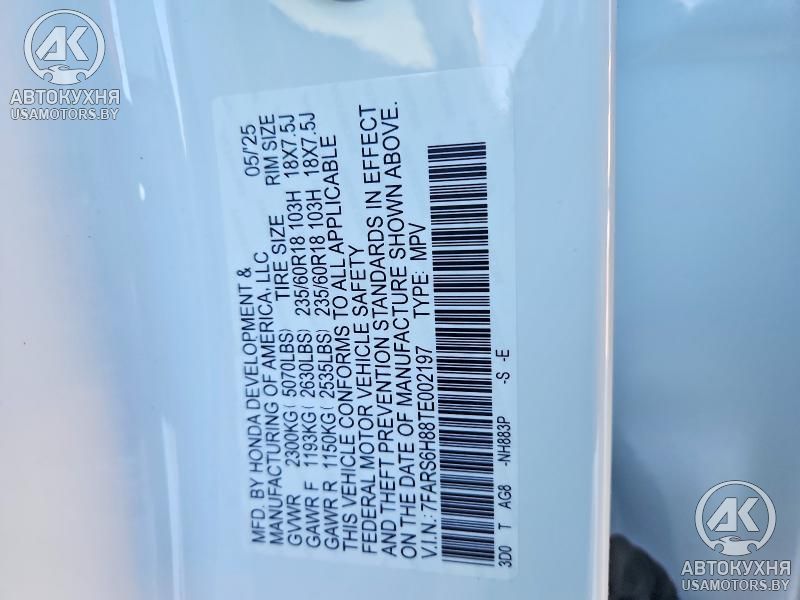 MFD. BY HONDA DEVELOPMENT &
MANUFACTURING OF AMERICA, LLC 05/'25
GVWR 2300KG ( 5070LBS) TIRE SIZE RIM SIZE
GAWR F 1193KG ( 2630LBS) 235/60R18 103H 18X7.5J
GAWR R 1150KG ( 2535LBS) 235/60R18 103H 18X7.5J
THIS VEHICLE CONFORMS TO ALL APPLICABLE
FEDERAL MOTOR VEHICLE SAFETY
AND THEFT PREVENTION STANDARDS IN EFFECT
ON THE DATE OF MANUFACTURE SHOWN ABOVE.
V.I.N.: 7FARS6H88TE002197 TYPE: MPV
3D0 T AG8 -NH883P -S -E
AK
АВТОКУХНЯ
USAMOTORS.BY
AK
АВТОКУХНЯ
USAMOTORS.BY